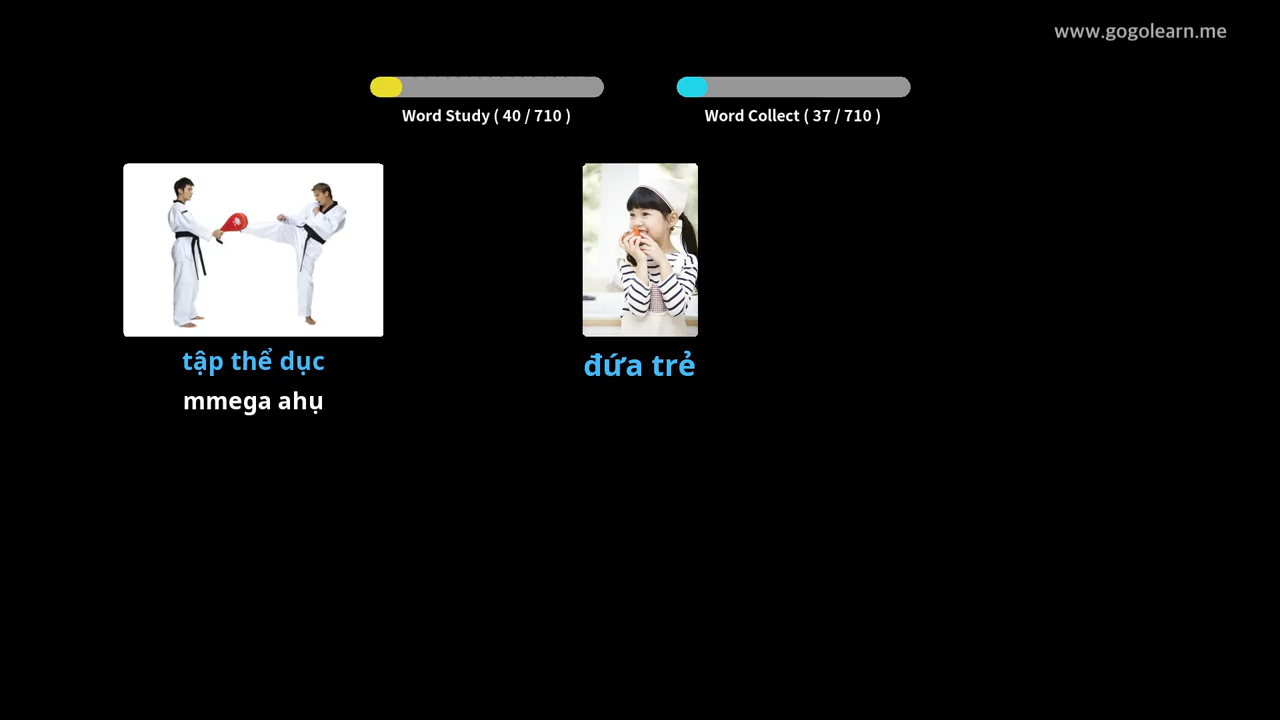 www.gogolearn.me
Word Study ( 40 / 710 )
Word Collect ( 37 / 710 )
tập thể dục
mmega ahụ
đứa trẻ